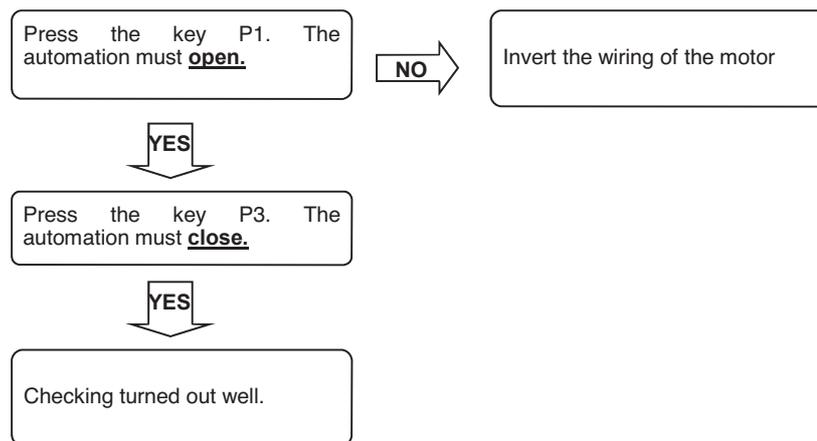 Press the key P1. The
automation must open.
NO
Invert the wiring of the motor
YES
Press the key P3. The
automation must close.
YES
Checking turned out well.